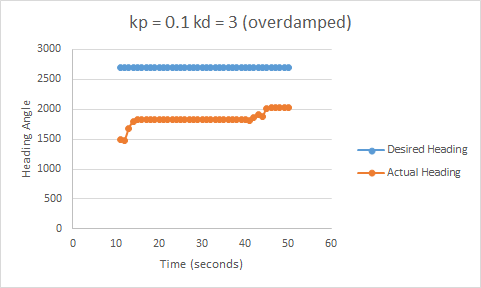 kp = 0.1 kd = 3 (overdamped)
3000
2500
2000
1500
1000
500
0
Heading Angle
0 10 20 30 40 50 60
Time (seconds)
Desired Heading
Actual Heading